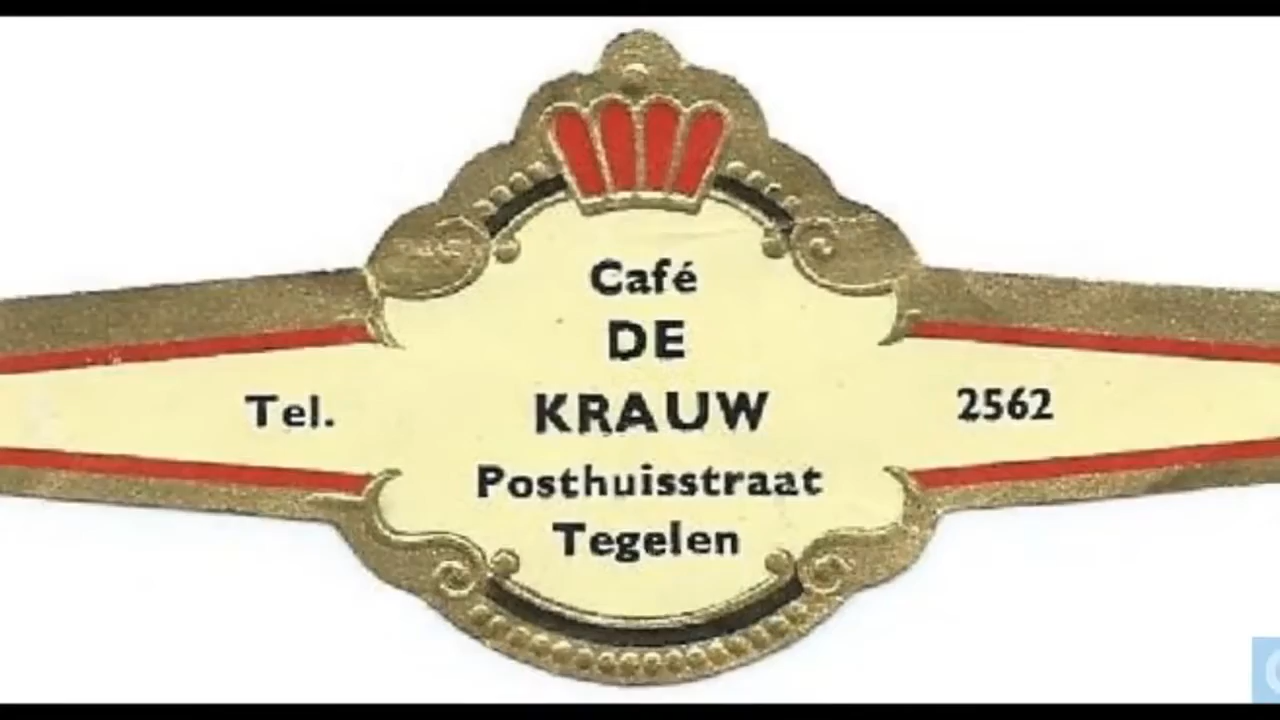 Café
DE
KRAUW
Posthuisstraat
Tegelen
Tel. 2562